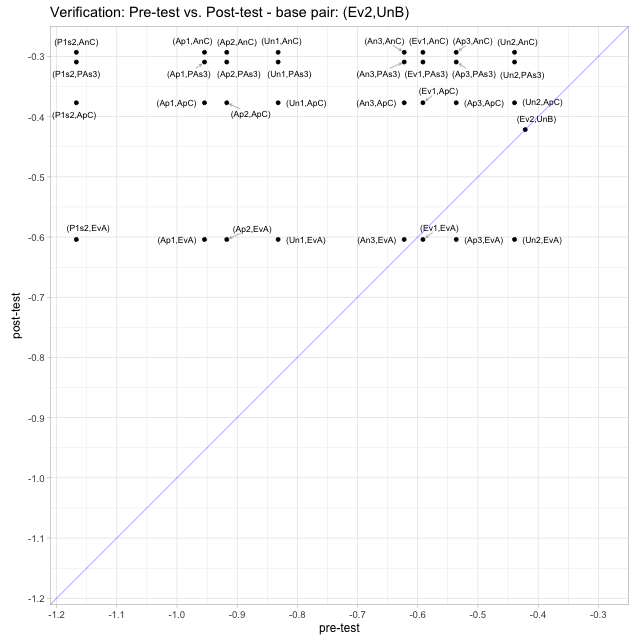 Verification: Pre-test vs. Post-test - base pair: (Ev2,UnB)
(P1s2,AnC) (Ap1,AnC) (Ap2,AnC) (Un1,AnC) (An3,AnC) (Ev1,AnC) (Ap3,AnC) (Un2,AnC)
-0.3
(P1s2,PAs3) (Ap1,PAs3) (Ap2,PAs3) (Un1,PAs3) (An3,PAs3) (Ev1,PAs3) (Ap3,PAs3) (Un2,PAs3)
(Ev1,ApC)
(P1s2,ApC) (Ap1,ApC) (Ap2,ApC) (Un1,ApC) (An3,ApC) (Ap3,ApC) (Un2,ApC)
-0.4
(Ev2,UnB)
-0.5
(P1s2,EvA) (Ap2,EvA) (Ev1,EvA)
-0.6
(Ap1,EvA) (Un1,EvA) (An3,EvA) (Ap3,EvA) (Un2,EvA)
-0.7
post-test
-0.8
-0.9
-1.0
-1.1
-1.2
-1.2 -1.1 -1.0 -0.9 -0.8 -0.7 -0.6 -0.5 -0.4 -0.3
pre-test